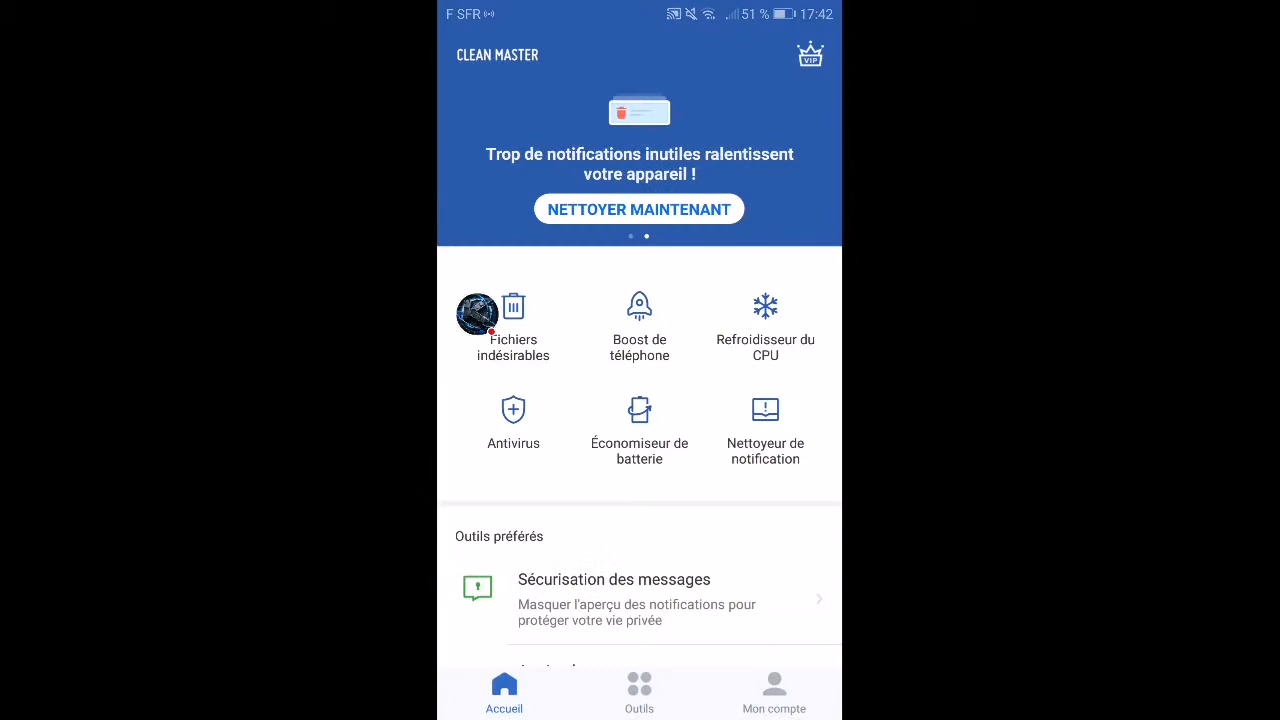 F SFR 51 % 17:42
CLEAN MASTER
VIP
Trop de notifications inutiles ralentissent
votre appareil !
NETTOYER MAINTENANT
Fichiers
indésirables
Boost de
téléphone
Refroidisseur du
CPU
Antivirus
Économiseur de
batterie
Nettoyeur de
notification
Outils préférés
Sécurisation des messages
Masquer l'aperçu des notifications pour
protéger votre vie privée
Accueil
Outils
Mon compte